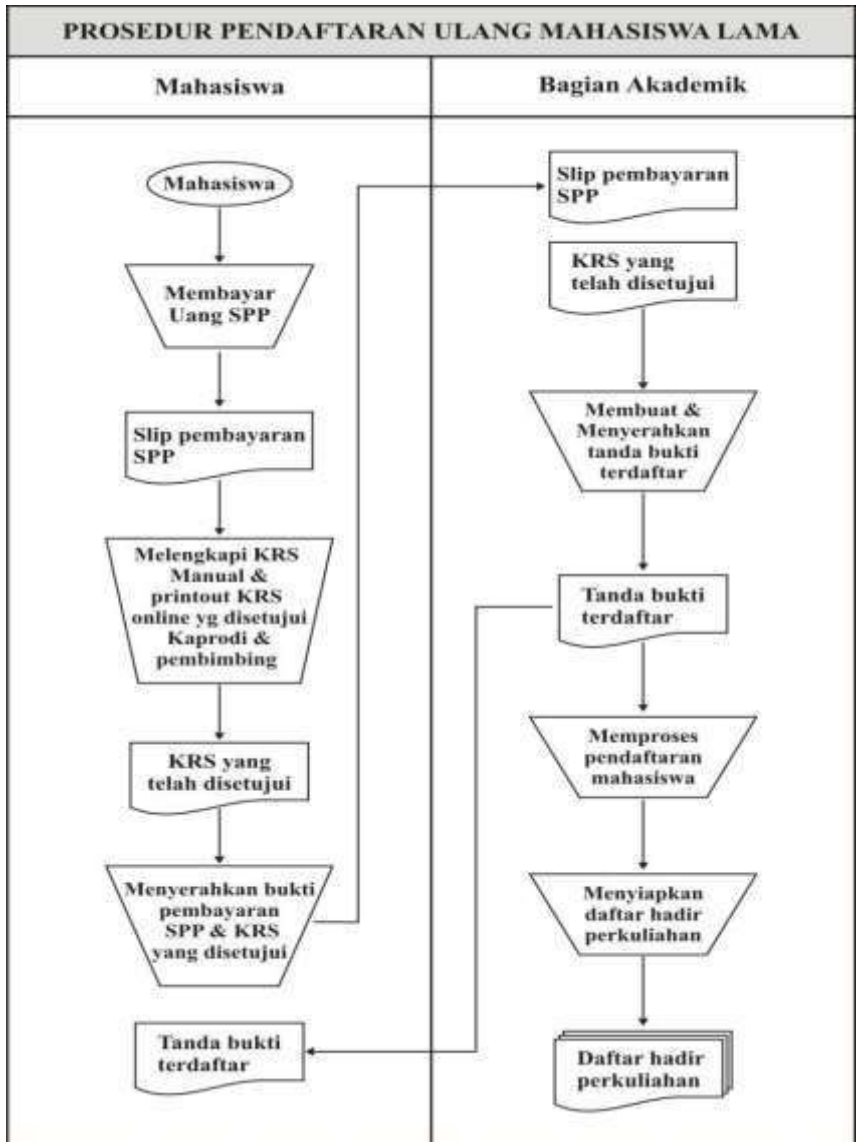 PROSEDUR PENDAFTARAN ULANG MAHASISWA LAMA
Mahasiswa
Bagian Akademik
Mahasiswa
Membayar
Uang SPP
Slip pembayaran
SPP
Melengkapi KRS
Manual &
printout KRS
online yg disetujui
Kaprodi &
pembimbing
KRS yang
telah disetujui
Menyerahkan bukti
pembayaran
SPP & KRS
yang disetujui
Tanda bukti
terdaftar
Slip pembayaran
SPP
KRS yang
telah disetujui
Membuat &
Menyerahkan
tanda bukti
terdaftar
Tanda bukti
terdaftar
Memproses
pendaftaran
mahasiswa
Menyiapkan
daftar hadir
perkuliahan
Daftar hadir
perkuliahan